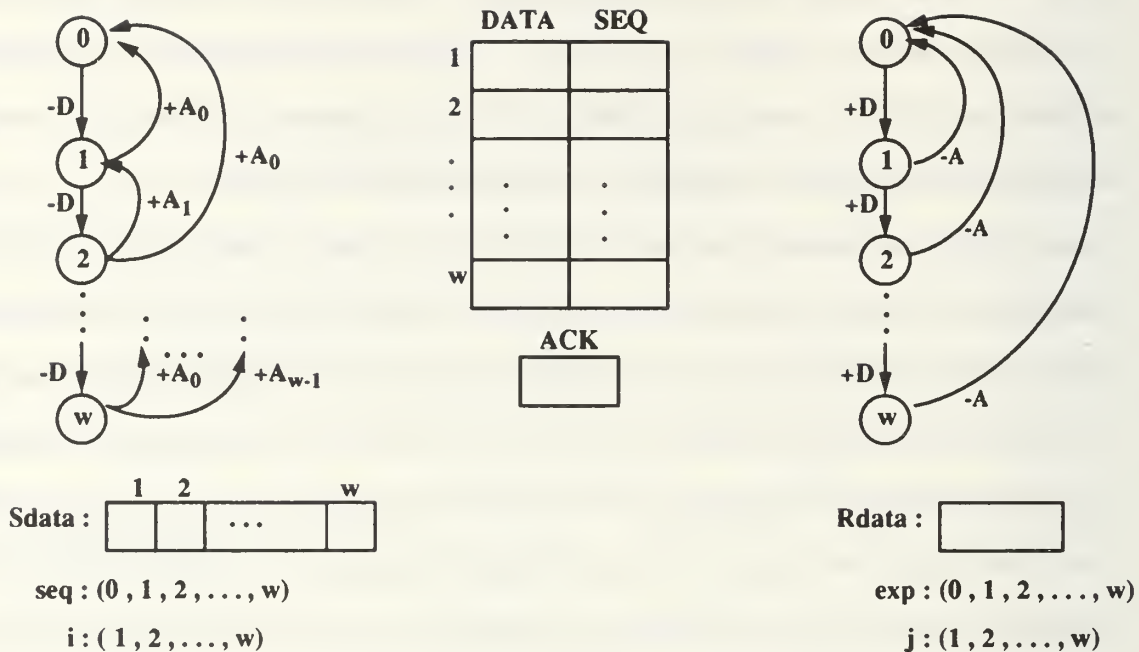 0
-D
+A0
1
+A0
-D
+A1
2
-D
+A0
...
+Aw-1
w
DATA SEQ
1
2
w
ACK
0
+D
1
-A
+D
2
-A
+D
w
-A
1 2 w
Sdata : ...
seq : (0 , 1 , 2 , . . . , w)
i : ( 1 , 2 , . . . , w)
Rdata :
exp : (0, 1, 2, . . . , w)
j : (1, 2, . . . , w)